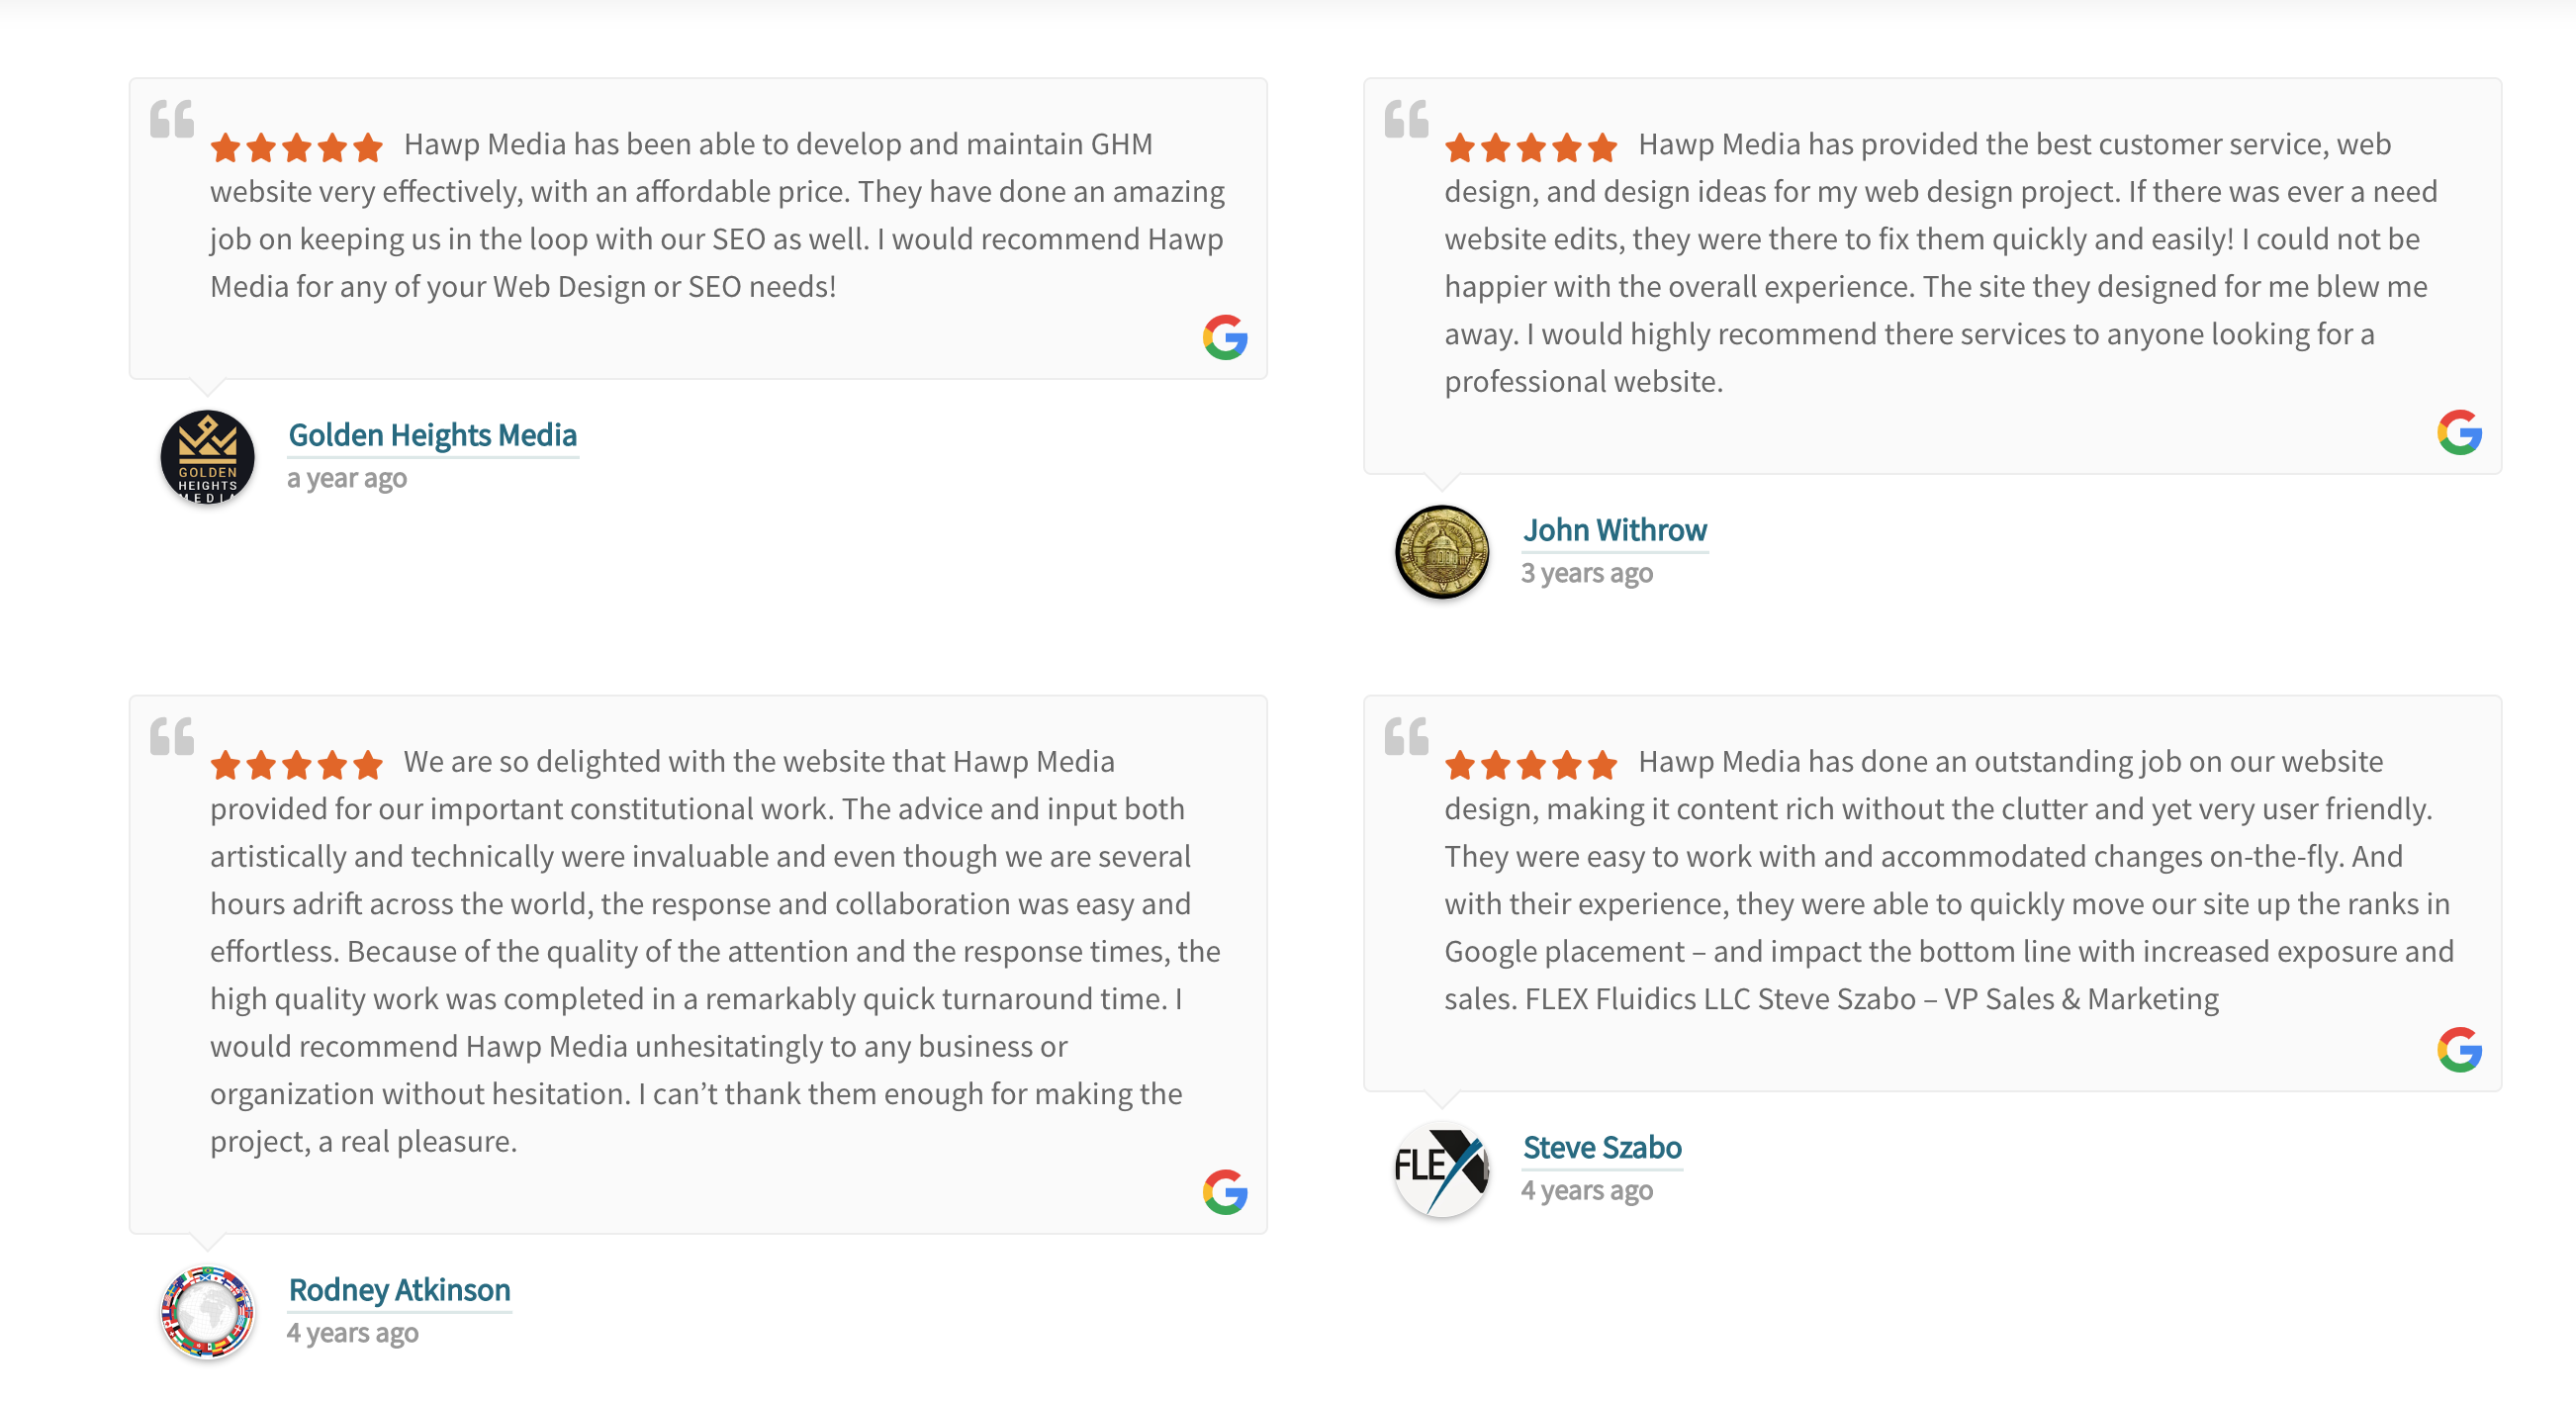 Hawp Media has been able to develop and maintain GHM
website very effectively, with an affordable price. They have done an amazing
job on keeping us in the loop with our SEO as well. I would recommend Hawp
Media for any of your Web Design or SEO needs!
GOLDEN
HEIGHTS
MEDIA
Golden Heights Media
a year ago
Hawp Media has provided the best customer service, web
design, and design ideas for my web design project. If there was ever a need
website edits, they were there to fix them quickly and easily! I could not be
happier with the overall experience. The site they designed for me blew me
away. I would highly recommend there services to anyone looking for a
professional website.
John Withrow
3 years ago
We are so delighted with the website that Hawp Media
provided for our important constitutional work. The advice and input both
artistically and technically were invaluable and even though we are several
hours adrift across the world, the response and collaboration was easy and
effortless. Because of the quality of the attention and the response times, the
high quality work was completed in a remarkably quick turnaround time. I
would recommend Hawp Media unhesitatingly to any business or
organization without hesitation. I can’t thank them enough for making the
project, a real pleasure.
Rodney Atkinson
4 years ago
Hawp Media has done an outstanding job on our website
design, making it content rich without the clutter and yet very user friendly.
They were easy to work with and accommodated changes on-the-fly. And
with their experience, they were able to quickly move our site up the ranks in
Google placement – and impact the bottom line with increased exposure and
sales. FLEX Fluidics LLC Steve Szabo – VP Sales & Marketing
FLEX
Steve Szabo
4 years ago